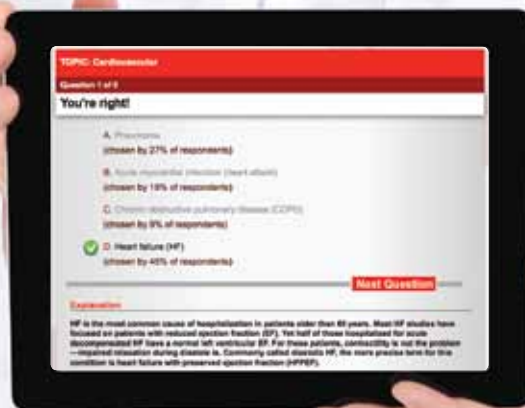 TOPIC: Cardiovascular
Question 1 of 5
You're right!
A. Pneumonia
(chosen by 27% of respondents)
B. Acute myocardial infarction (heart attack)
(chosen by 18% of respondents)
C. Chronic obstructive pulmonary disease (COPD)
(chosen by 9% of respondents)
D. Heart failure (HF)
(chosen by 45% of respondents)
Next Question
Explanation
HF is the most common cause of hospitalization in patients older than 65 years. Most HF studies have
focused on patients with reduced ejection fraction (EF). Yet half of those hospitalized for acute
decompensated HF have a normal left ventricular EF. For these patients, contractility is not the problem
—impaired relaxation during diastole is. Commonly called diastolic HF, the more precise term for this
condition is heart failure with preserved ejection fraction (HFPEF).